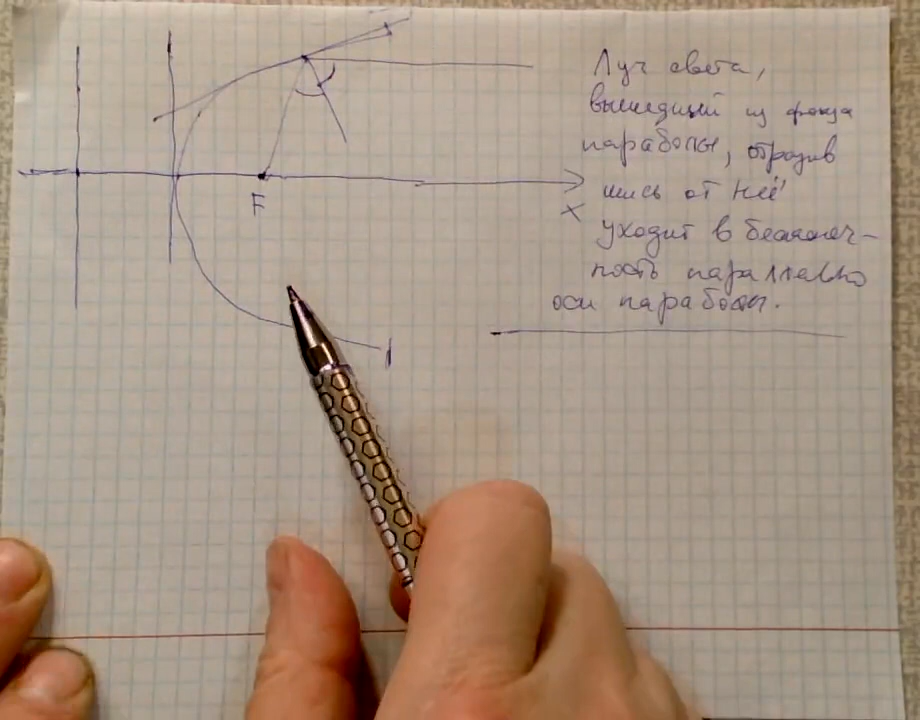 Луч света,
вышедший из фокуса
параболы, отразив
шись от неё
уходит в бесконеч-
ность параллельно
оси параболы.
F
x